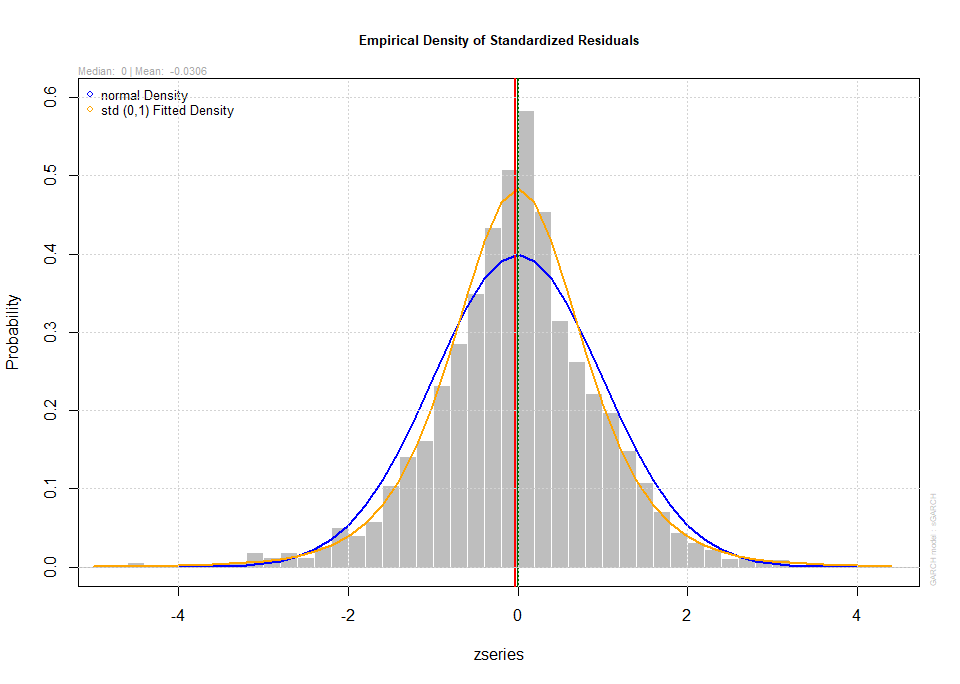 Empirical Density of Standardized Residuals
Median: 0 | Mean: -0.0306
normal Density
std (0,1) Fitted Density
0.6
0.5
0.4
0.3
0.2
0.1
0.0
Probability
-4
-2
0
2
4
zseries
GARCH model : sGARCH